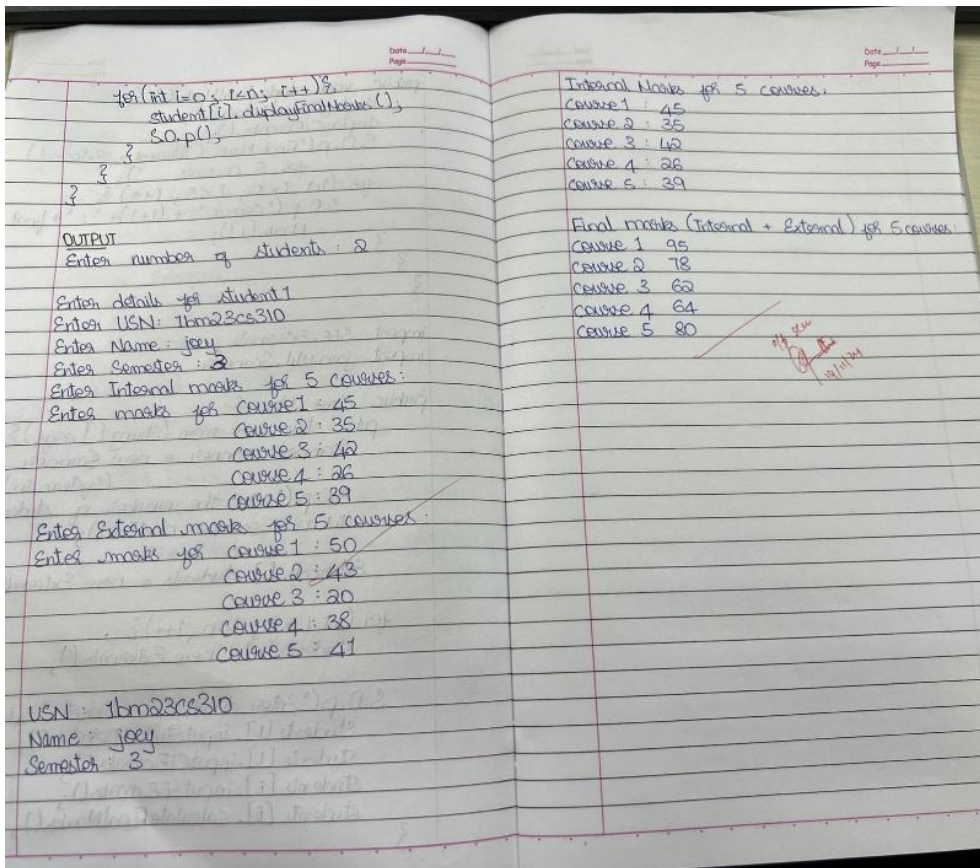 Date / /
Page
for(int i=0; i<n; i++){
student[i].displayFinalMarks();
S.O.p();
}
}
}
OUTPUT
Enter number of students : 2
Enter details for student 1
Enter USN: 1bm23cs310
Enter Name : joey
Enter Semester : 3
Enter Internal marks for 5 courses :
Enter marks for course 1 : 45
course 2 : 35
course 3 : 42
course 4 : 26
course 5 : 39
Enter External marks for 5 courses :
Enter marks for course 1 : 50
course 2 : 43
course 3 : 20
course 4 : 38
course 5 : 41
USN : 1bm23cs310
Name : joey
Semester : 3
Date / /
Page
Internal Marks for 5 courses :
course 1 : 45
course 2 : 35
course 3 : 42
course 4 : 26
course 5 : 39
Final marks (Internal + External) for 5 courses :
course 1 95
course 2 78
course 3 62
course 4 64
course 5 80
o/p seen
19/11/24